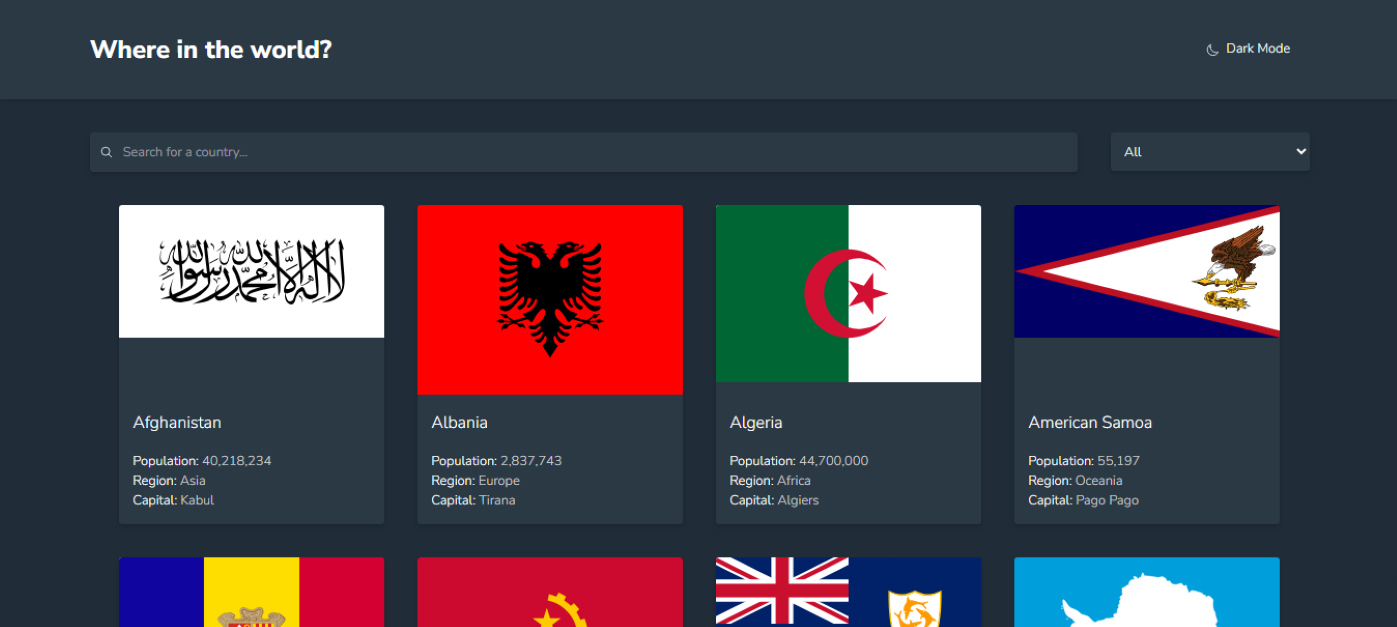 Where in the world?
Dark Mode
Search for a country...
All
لا إله إلا الله محمد رسول الله
Afghanistan
Population: 40,218,234
Region: Asia
Capital: Kabul
Albania
Population: 2,837,743
Region: Europe
Capital: Tirana
Algeria
Population: 44,700,000
Region: Africa
Capital: Algiers
American Samoa
Population: 55,197
Region: Oceania
Capital: Pago Pago